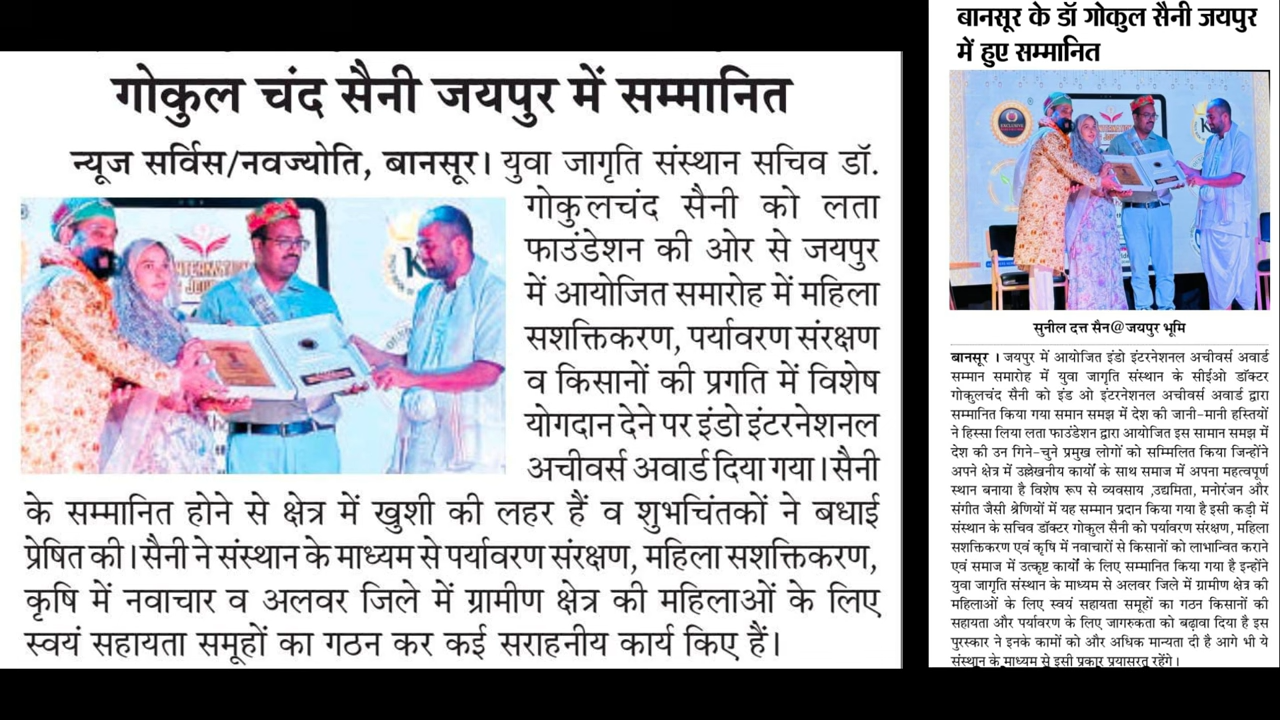 गोकुल चंद सैनी जयपुर में सम्मानित
न्यूज सर्विस/नवज्योति, बानसूर। युवा जागृति संस्थान सचिव डॉ.
गोकुलचंद सैनी को लता
फाउंडेशन की ओर से जयपुर
में आयोजित समारोह में महिला
सशक्तिकरण, पर्यावरण संरक्षण
व किसानों की प्रगति में विशेष
योगदान देने पर इंडो इंटरनेशनल
अचीवर्स अवार्ड दिया गया। सैनी
के सम्मानित होने से क्षेत्र में खुशी की लहर हैं व शुभचिंतकों ने बधाई
प्रेषित की। सैनी ने संस्थान के माध्यम से पर्यावरण संरक्षण, महिला सशक्तिकरण,
कृषि में नवाचार व अलवर जिले में ग्रामीण क्षेत्र की महिलाओं के लिए
स्वयं सहायता समूहों का गठन कर कई सराहनीय कार्य किए हैं।
बानसूर के डॉ गोकुल सैनी जयपुर
में हुए सम्मानित
सुनील दत्त सैन@जयपुर भूमि
बानसूर । जयपुर में आयोजित इंडो इंटरनेशनल अचीवर्स अवार्ड
सम्मान समारोह में युवा जागृति संस्थान के सीईओ डॉक्टर
गोकुलचंद सैनी को इंड ओ इंटरनेशनल अचीवर्स अवार्ड द्वारा
सम्मानित किया गया समान समझ में देश की जानी-मानी हस्तियों
ने हिस्सा लिया लता फाउंडेशन द्वारा आयोजित इस सामान समझ में
देश की उन गिने-चुने प्रमुख लोगों को सम्मिलित किया जिन्होंने
अपने क्षेत्र में उल्लेखनीय कार्यों के साथ समाज में अपना महत्वपूर्ण
स्थान बनाया है विशेष रूप से व्यवसाय ,उद्यमिता, मनोरंजन और
संगीत जैसी श्रेणियों में यह सम्मान प्रदान किया गया है इसी कड़ी में
संस्थान के सचिव डॉक्टर गोकुल सैनी को पर्यावरण संरक्षण, महिला
सशक्तिकरण एवं कृषि में नवाचारों से किसानों को लाभान्वित कराने
एवं समाज में उत्कृष्ट कार्यों के लिए सम्मानित किया गया है इन्होंने
युवा जागृति संस्थान के माध्यम से अलवर जिले में ग्रामीण क्षेत्र की
महिलाओं के लिए स्वयं सहायता समूहों का गठन किसानों की
सहायता और पर्यावरण के लिए जागरुकता को बढ़ावा दिया है इस
पुरस्कार ने इनके कामों को और अधिक मान्यता दी है आगे भी ये
संस्थान के माध्यम से इसी प्रकार प्रयासरत रहेंगे ।